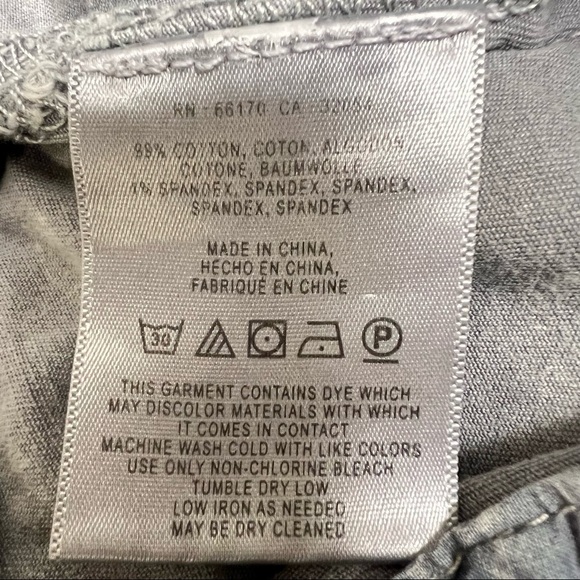 RN - 66170 CA - 32054
99% COTTON, COTON, ALGODON,
COTONE, BAUMWOLLE
1% SPANDEX, SPANDEX, SPANDEX,
SPANDEX, SPANDEX
MADE IN CHINA,
HECHO EN CHINA,
FABRIQUÉ EN CHINE
30 P
THIS GARMENT CONTAINS DYE WHICH
MAY DISCOLOR MATERIALS WITH WHICH
IT COMES IN CONTACT
MACHINE WASH COLD WITH LIKE COLORS
USE ONLY NON-CHLORINE BLEACH
TUMBLE DRY LOW
LOW IRON AS NEEDED
MAY BE DRY CLEANED